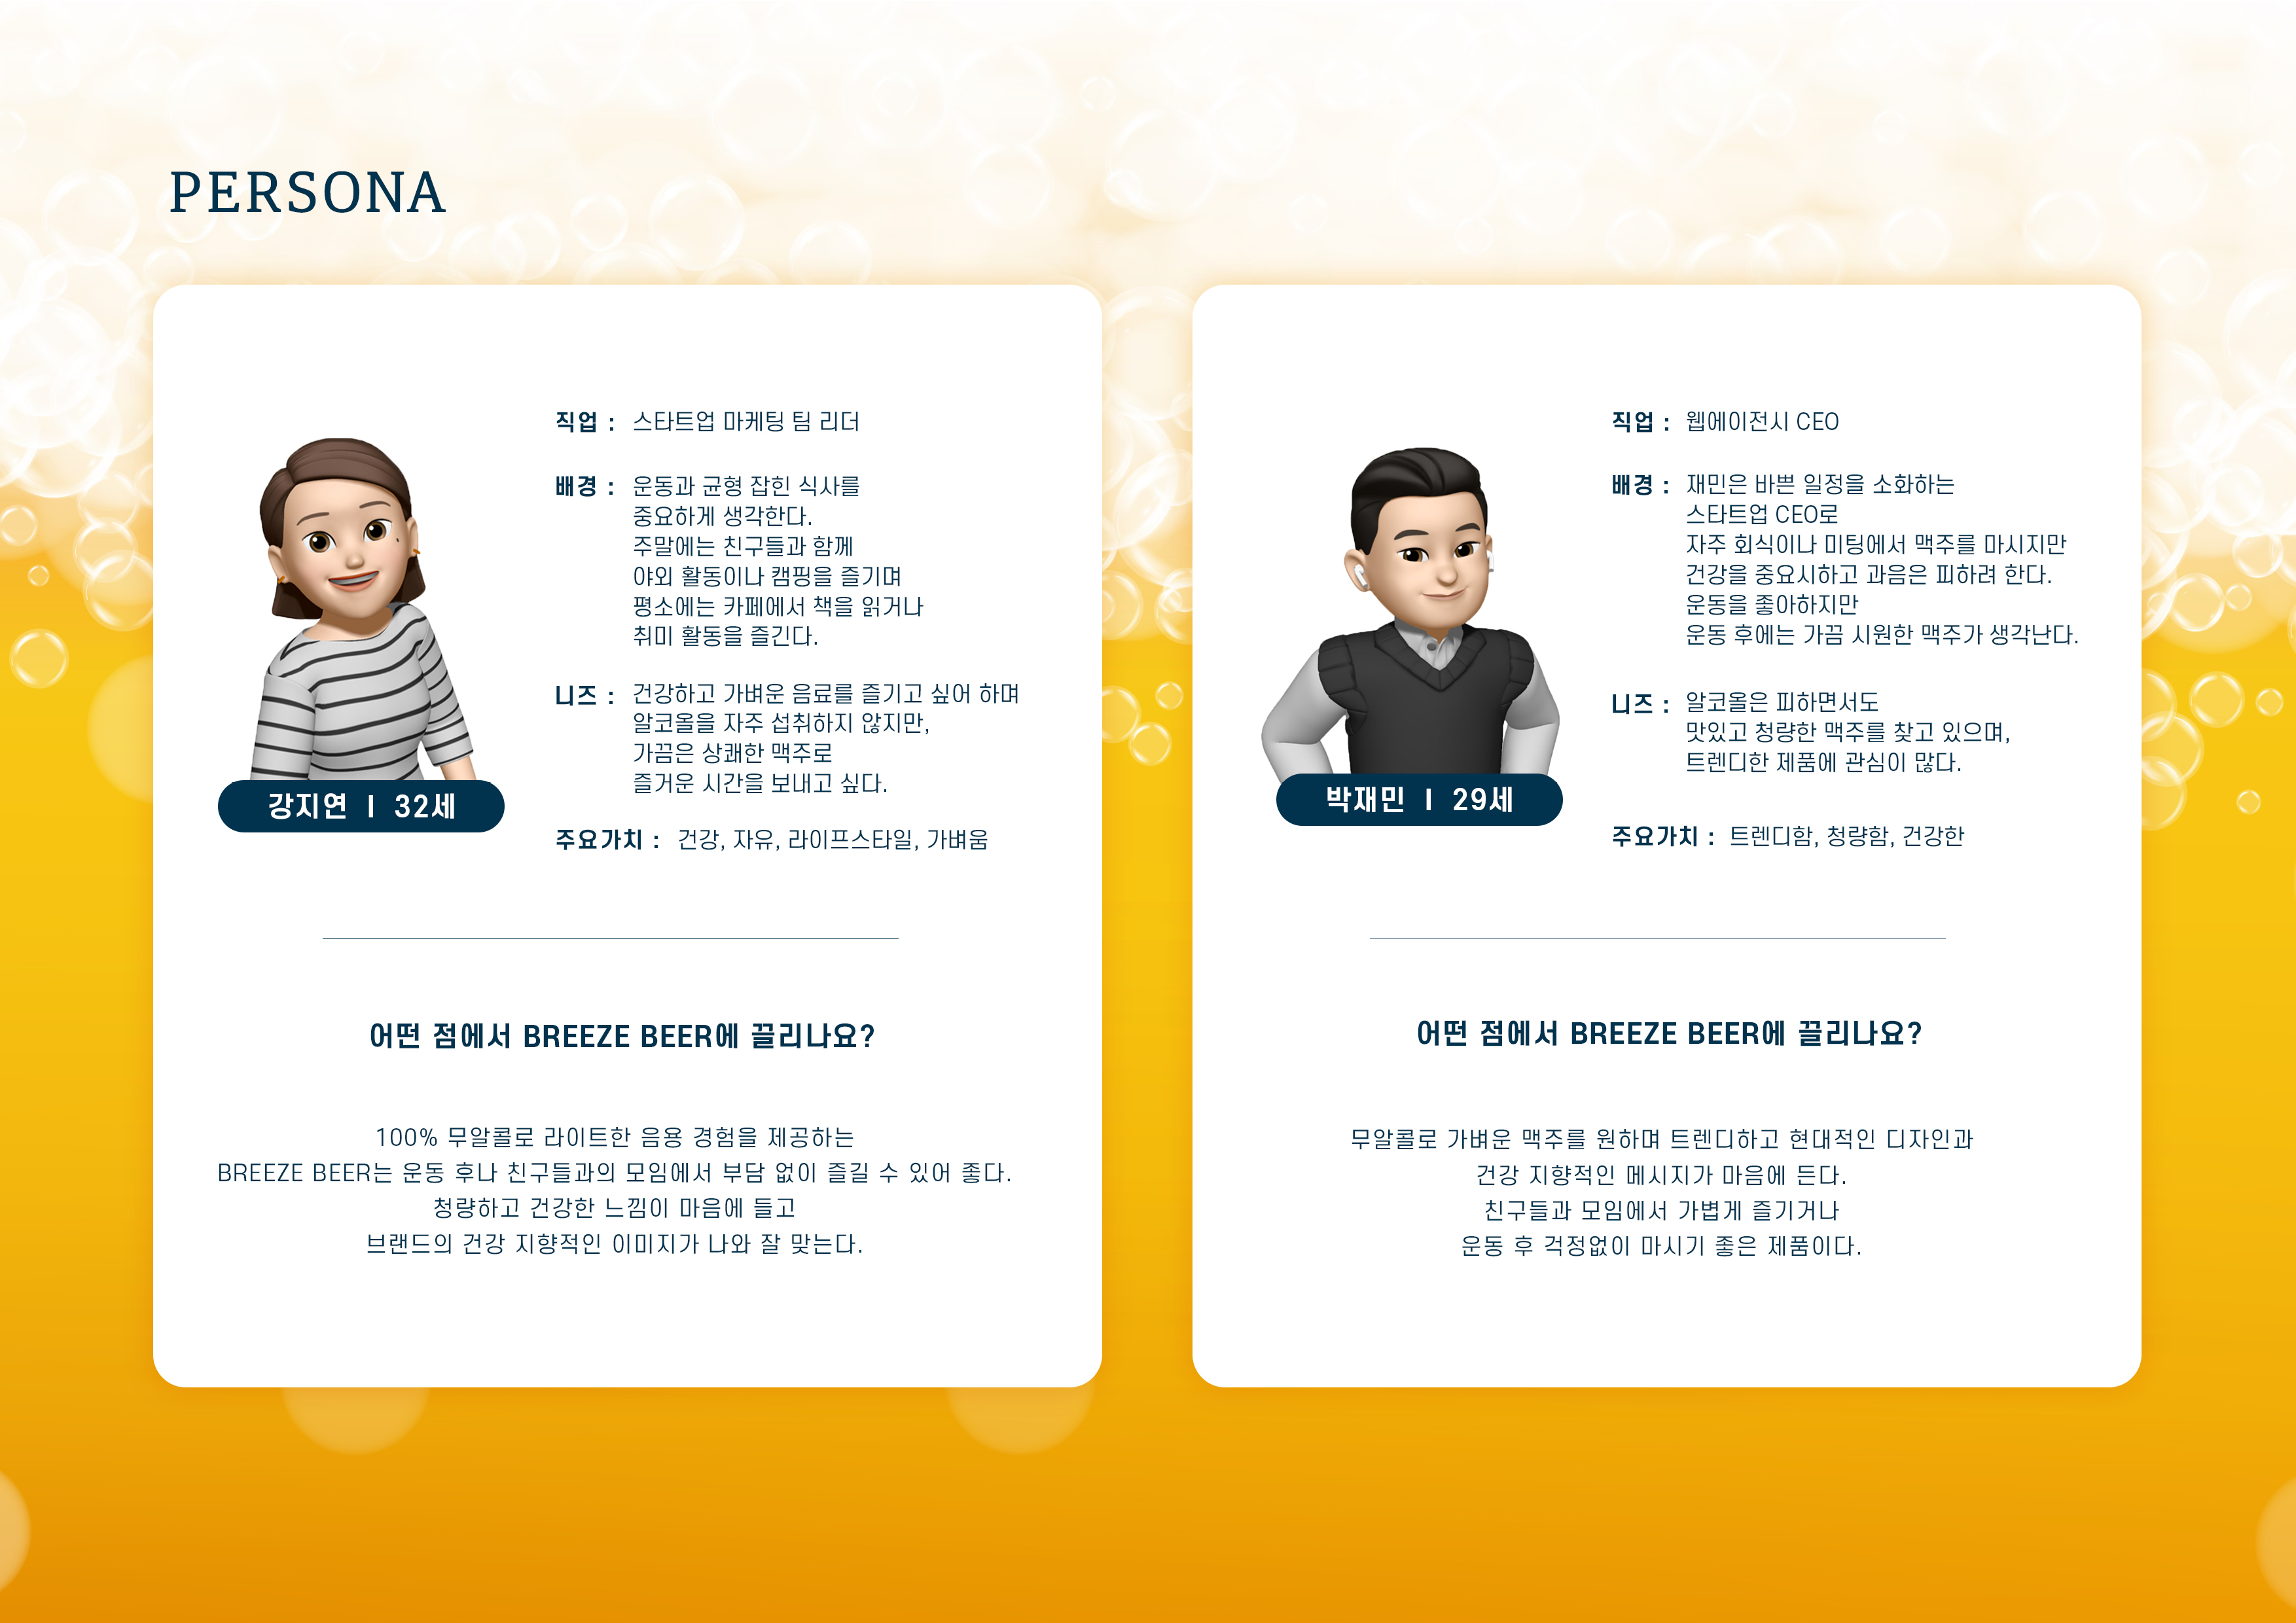 PERSONA
강지연 I 32세
직업 : 스타트업 마케팅 팀 리더
배경 : 운동과 균형 잡힌 식사를
중요하게 생각한다.
주말에는 친구들과 함께
야외 활동이나 캠핑을 즐기며
평소에는 카페에서 책을 읽거나
취미 활동을 즐긴다.
니즈 : 건강하고 가벼운 음료를 즐기고 싶어 하며
알코올을 자주 섭취하지 않지만,
가끔은 상쾌한 맥주로
즐거운 시간을 보내고 싶다.
주요가치 : 건강, 자유, 라이프스타일, 가벼움
어떤 점에서 BREEZE BEER에 끌리나요?
100% 무알콜로 라이트한 음용 경험을 제공하는
BREEZE BEER는 운동 후나 친구들과의 모임에서 부담 없이 즐길 수 있어 좋다.
청량하고 건강한 느낌이 마음에 들고
브랜드의 건강 지향적인 이미지가 나와 잘 맞는다.
박재민 I 29세
직업 : 웹에이전시 CEO
배경 : 재민은 바쁜 일정을 소화하는
스타트업 CEO로
자주 회식이나 미팅에서 맥주를 마시지만
건강을 중요시하고 과음은 피하려 한다.
운동을 좋아하지만
운동 후에는 가끔 시원한 맥주가 생각난다.
니즈 : 알코올은 피하면서도
맛있고 청량한 맥주를 찾고 있으며,
트렌디한 제품에 관심이 많다.
주요가치 : 트렌디함, 청량함, 건강한
어떤 점에서 BREEZE BEER에 끌리나요?
무알콜로 가벼운 맥주를 원하며 트렌디하고 현대적인 디자인과
건강 지향적인 메시지가 마음에 든다.
친구들과 모임에서 가볍게 즐기거나
운동 후 걱정없이 마시기 좋은 제품이다.